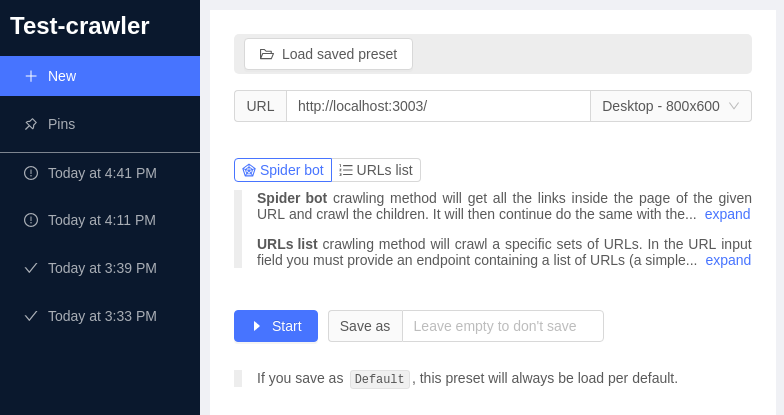 Test-crawler
New
Pins
Today at 4:41 PM
Today at 4:11 PM
Today at 3:39 PM
Today at 3:33 PM
Load saved preset
URL http://localhost:3003/ Desktop - 800x600
Spider bot URLs list
Spider bot crawling method will get all the links inside the page of the given
URL and crawl the children. It will then continue do the same with the... expand
URLs list crawling method will crawl a specific sets of URLs. In the URL input
field you must provide an endpoint containing a list of URLs (a simple... expand
Start Save as Leave empty to don't save
If you save as Default, this preset will always be load per default.